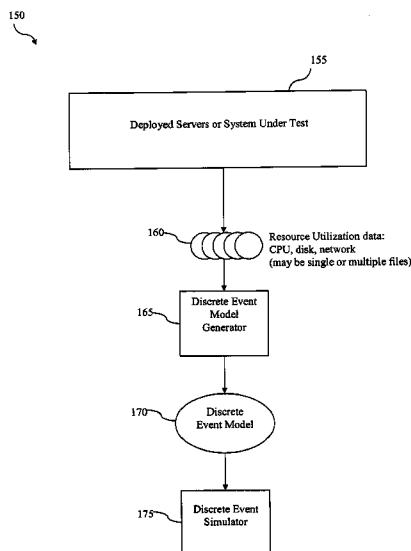 150
155
Deployed Servers or System Under Test
160
Resource Utilization data:
CPU, disk, network
(may be single or multiple files)
165
Discrete Event
Model
Generator
170
Discrete
Event Model
175
Discrete Event
Simulator